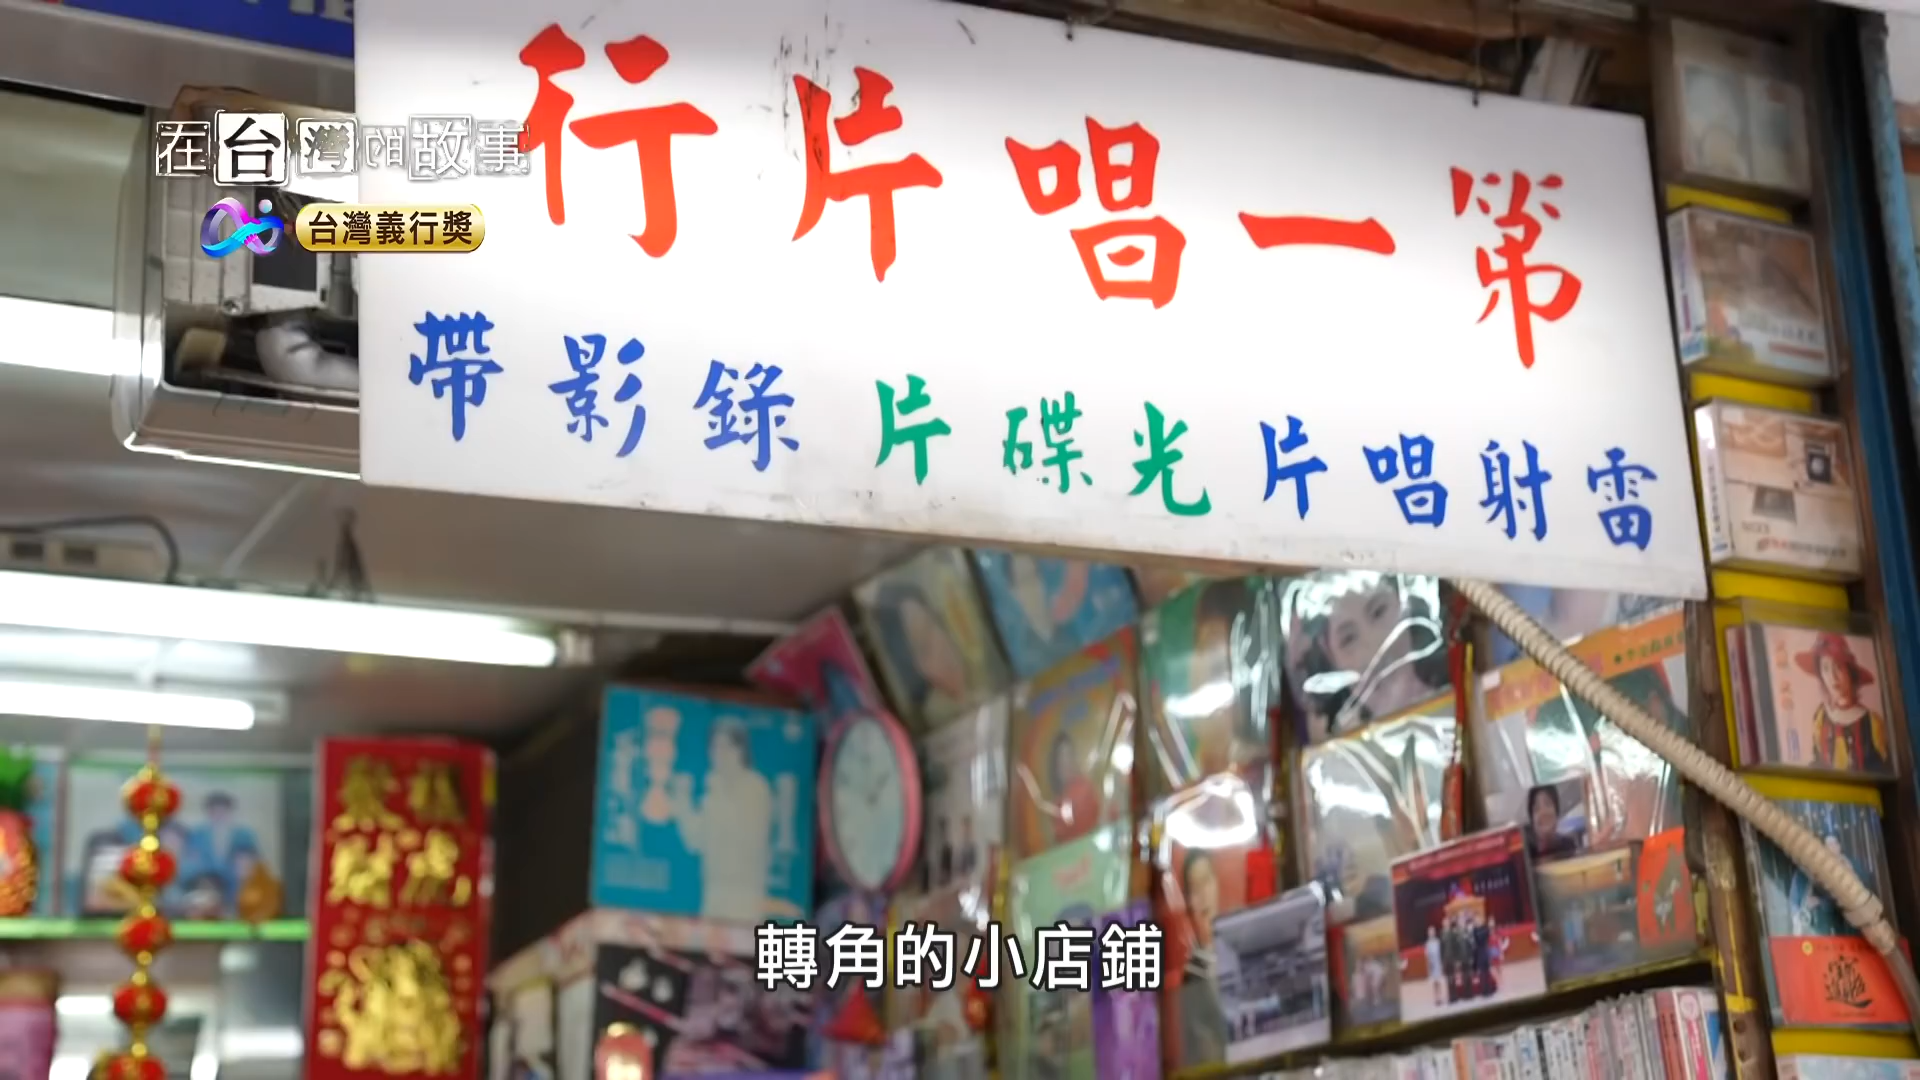 在台灣的故事
台灣義行獎
第一唱片行
雷射唱片 光碟片 錄影帶
轉角的小店鋪